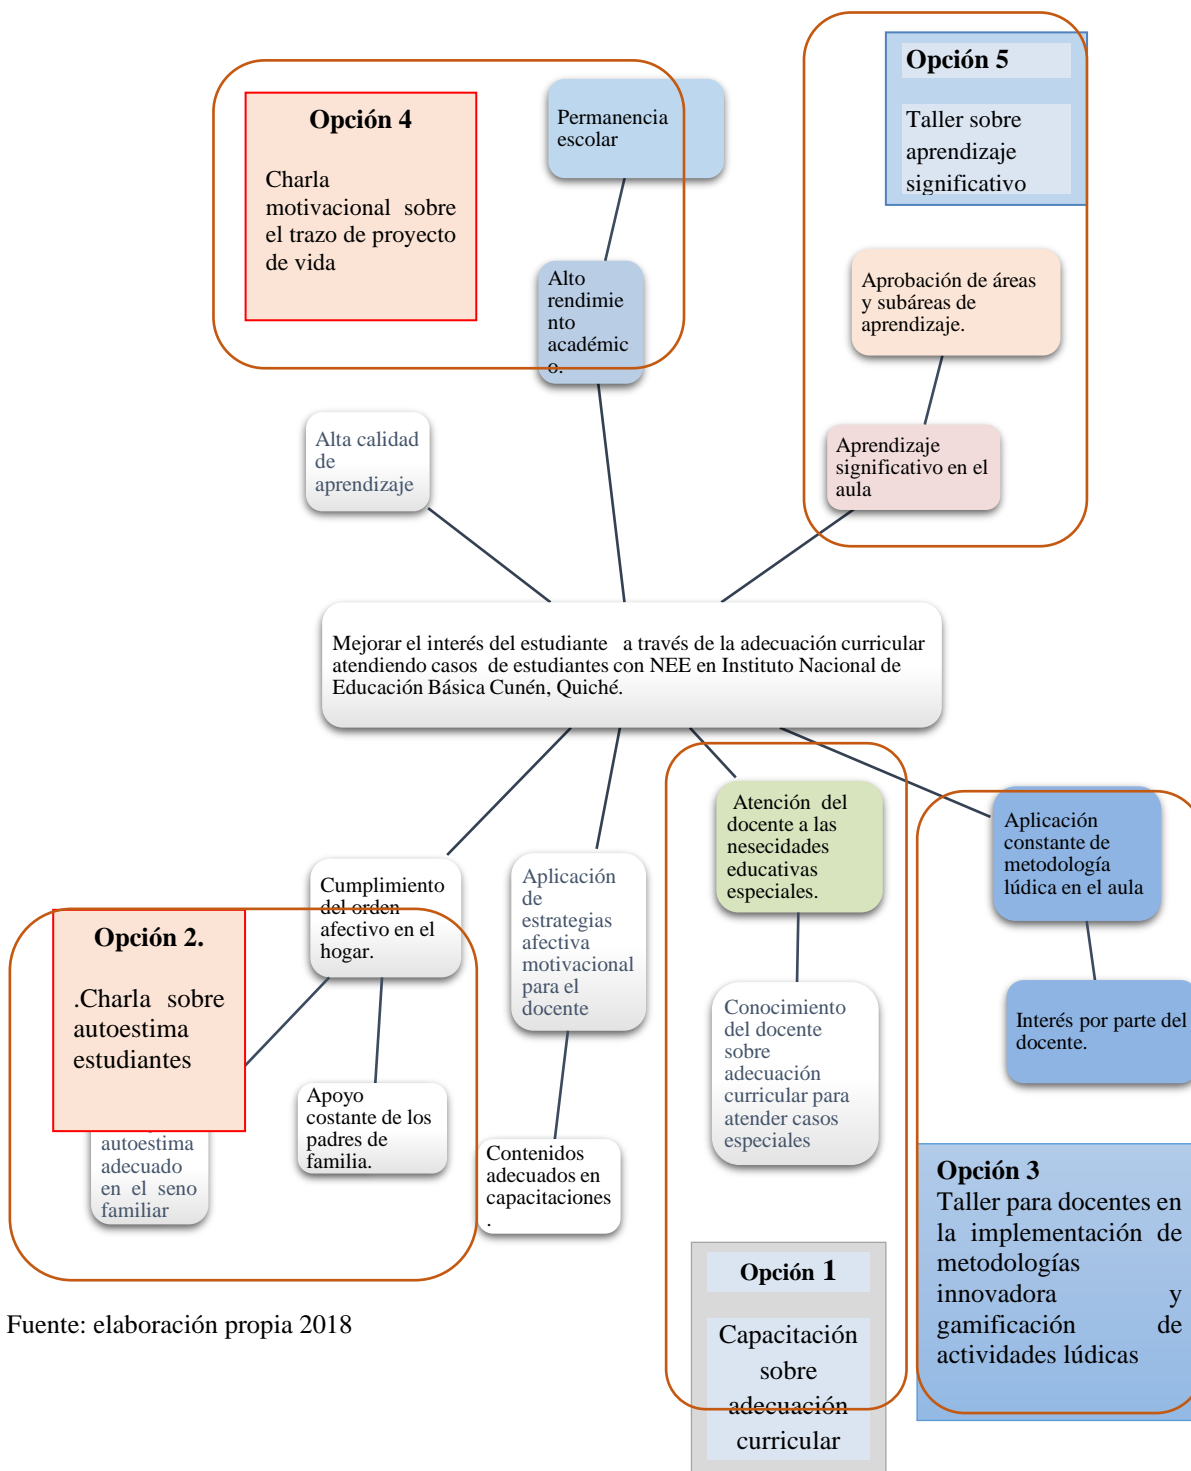 Opción 5
Taller sobre
aprendizaje
significativo
Opción 4
Charla
motivacional sobre
el trazo de proyecto
de vida
Permanencia
escolar
Alto
rendimie
nto
académic
o.
Aprobación de áreas
y subáreas de
aprendizaje.
Alta calidad
de
aprendizaje
Aprendizaje
significativo en el
aula
Mejorar el interés del estudiante a través de la adecuación curricular
atendiendo casos de estudiantes con NEE en Instituto Nacional de
Educación Básica Cunén, Quiché.
Cumplimiento
del orden
afectivo en el
hogar.
Aplicación
de
estrategias
afectiva
motivacional
para el
docente
Atención del
docente a las
nesecidades
educativas
especiales.
Aplicación
constante de
metodología
lúdica en el aula
Opción 2.
.Charla sobre
autoestima
estudiantes
autoestima
adecuado
en el seno
familiar
Apoyo
costante de los
padres de
familia.
Contenidos
adecuados en
capacitaciones
.
Conocimiento
del docente
sobre
adecuación
curricular para
atender casos
especiales
Interés por parte del
docente.
Opción 1
Capacitación
sobre
adecuación
curricular
Opción 3
Taller para docentes en
la implementación de
metodologías
innovadora y
gamificación de
actividades lúdicas
Fuente: elaboración propia 2018